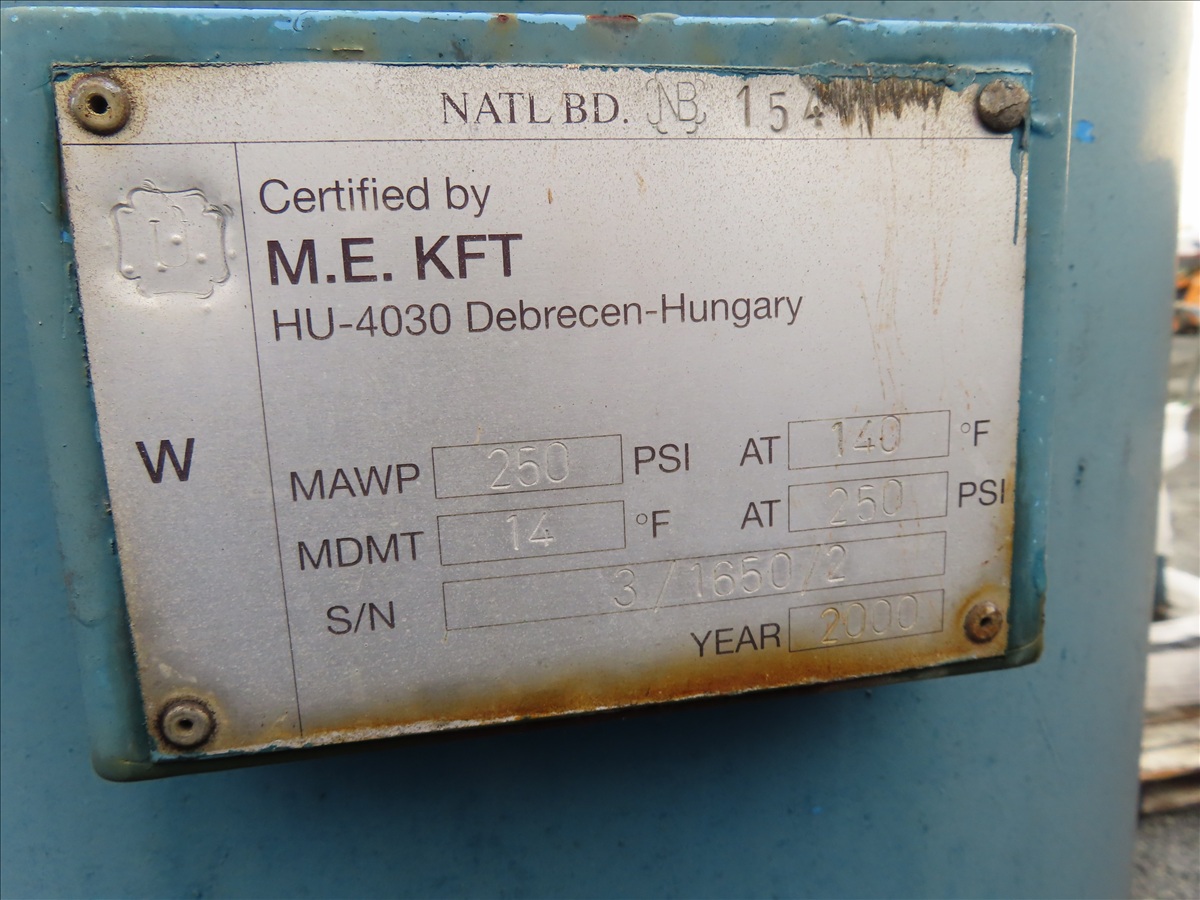 NATL BD. NB 154
U
Certified by
M.E. KFT
HU-4030 Debrecen-Hungary
W
MAWP 250 PSI AT 140 °F
MDMT 14 °F AT 250 PSI
S/N 3/1650/2
YEAR 2000